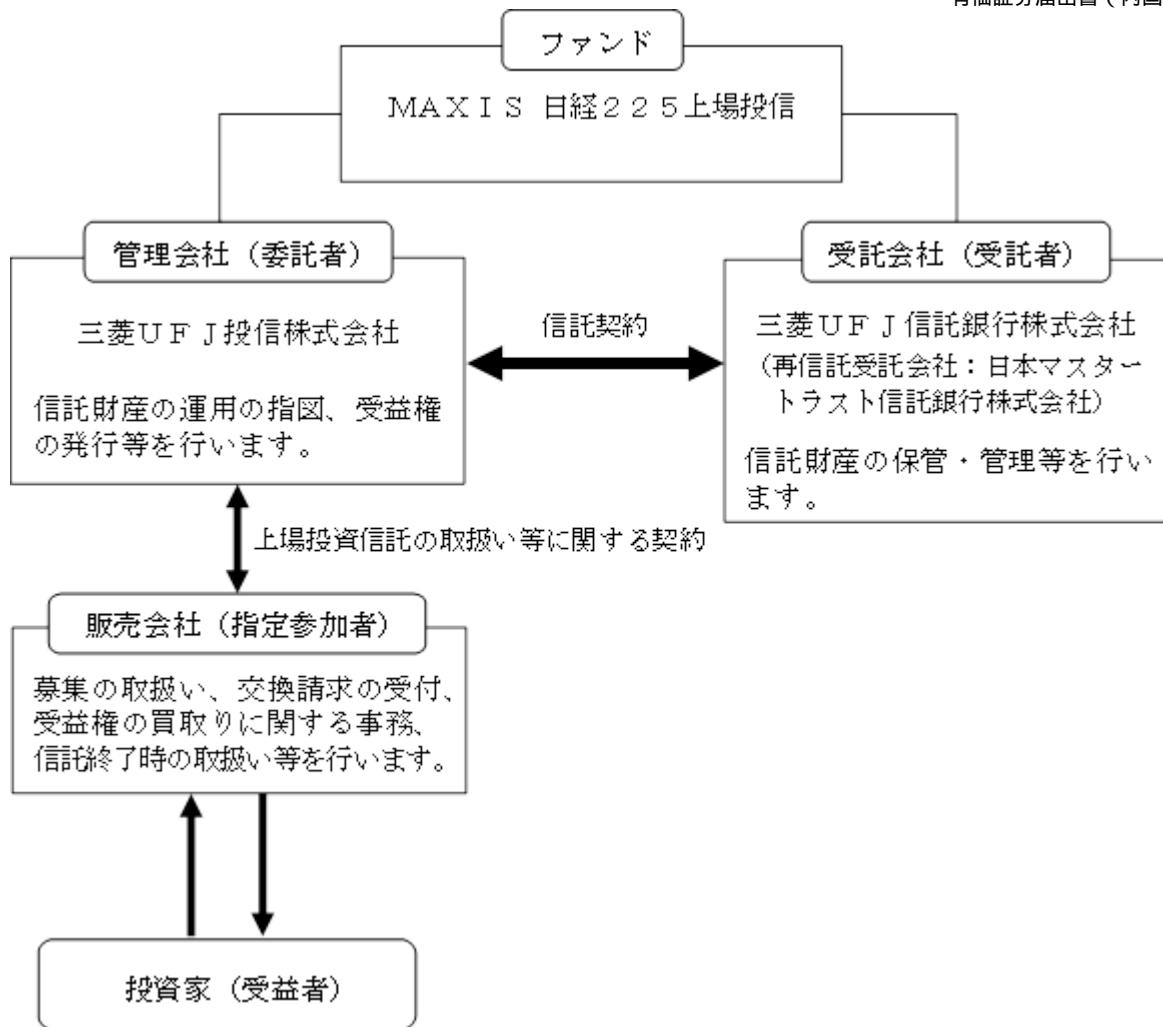 有価証券届出書(内国
ファンド
MAXIS 日経225上場投信
管理会社(委託者)
三菱UFJ投信株式会社
信託財産の運用の指図、受益権
の発行等を行います。
信託契約
受託会社(受託者)
三菱UFJ信託銀行株式会社
(再信託受託会社:日本マスター
トラスト信託銀行株式会社)
信託財産の保管・管理等を行い
ます。
上場投資信託の取扱い等に関する契約
販売会社(指定参加者)
募集の取扱い、交換請求の受付、
受益権の買取りに関する事務、
信託終了時の取扱い等を行います。
投資家(受益者)